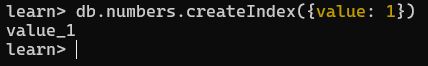 learn> db.numbers.createIndex({value: 1})
value_1
learn>